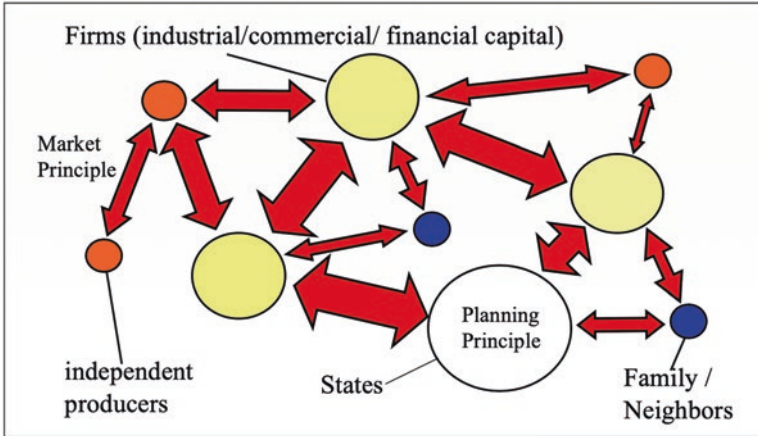 Firms (industrial/commercial/ financial capital)
Market
Principle
Planning
Principle
independent
producers
States
Family /
Neighbors